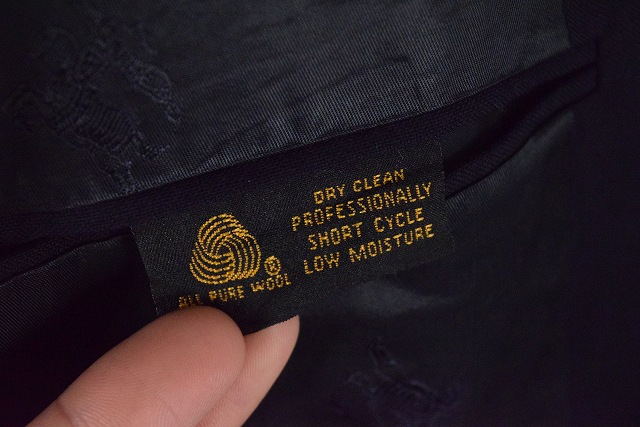 DRY CLEAN
PROFESSIONALLY
SHORT CYCLE
LOW MOISTURE
®
ALL PURE WOOL